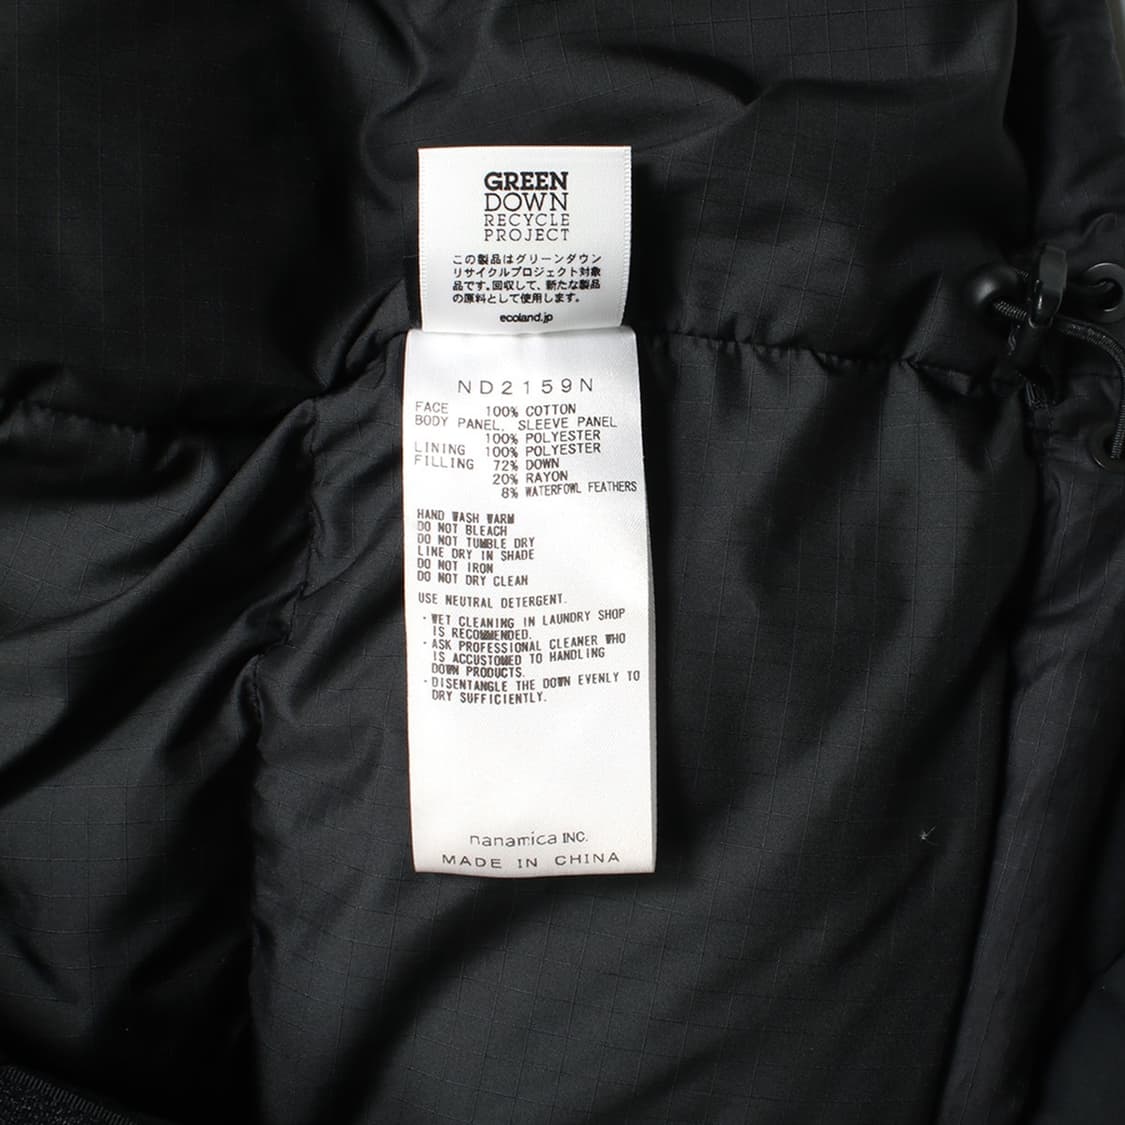 GREEN
DOWN
RECYCLE
PROJECT
この製品はグリーンダウン
リサイクルプロジェクト対象
品です。回収して、新たな製品
の原料として使用します。
ecoland.jp
ND2159N
FACE 100% COTTON
BODY PANEL, SLEEVE PANEL
100% POLYESTER
LINING 100% POLYESTER
FILLING 72% DOWN
20% RAYON
8% WATERFOWL FEATHERS
HAND WASH WARM
DO NOT BLEACH
DO NOT TUMBLE DRY
LINE DRY IN SHADE
DO NOT IRON
DO NOT DRY CLEAN
USE NEUTRAL DETERGENT.
・WET CLEANING IN LAUNDRY SHOP
IS RECOMMENDED.
・ASK PROFESSIONAL CLEANER WHO
IS ACCUSTOMED TO HANDLING
DOWN PRODUCTS.
・DISENTANGLE THE DOWN EVENLY TO
DRY SUFFICIENTLY.
nanamica INC.
MADE IN CHINA